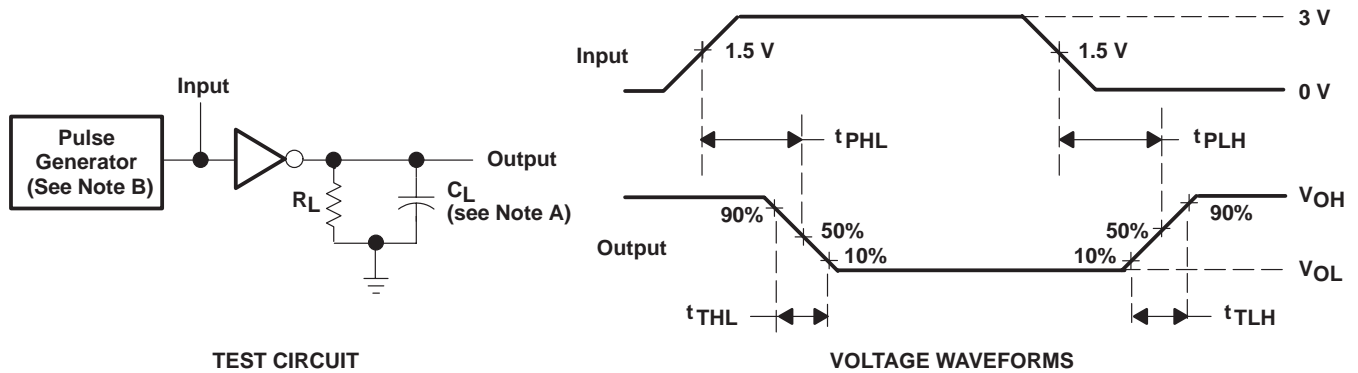 Input
Pulse
Generator
(See Note B)
RL
CL
(see Note A)
Output
TEST CIRCUIT
Input
1.5 V
1.5 V
3 V
0 V
tPHL
tPLH
Output
90%
50%
10%
10%
50%
90%
VOH
VOL
tTHL
tTLH
VOLTAGE WAVEFORMS